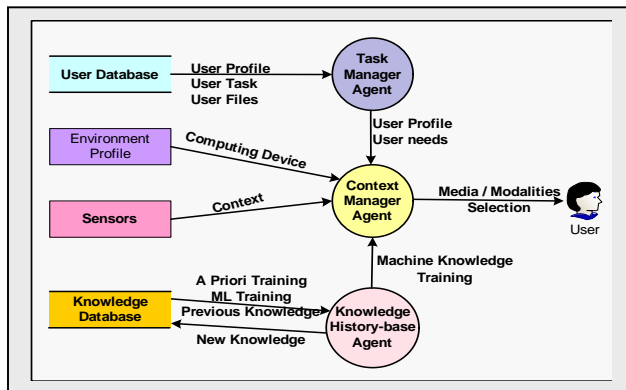 User Database
User Profile
User Task
User Files
Task
Manager
Agent
User Profile
User needs
Environment
Profile
Computing Device
Context
Manager
Agent
Media / Modalities
Selection
User
Sensors
Context
Machine Knowledge
Training
A Priori Training
ML Training
Previous Knowledge
New Knowledge
Knowledge
Database
Knowledge
History-base
Agent